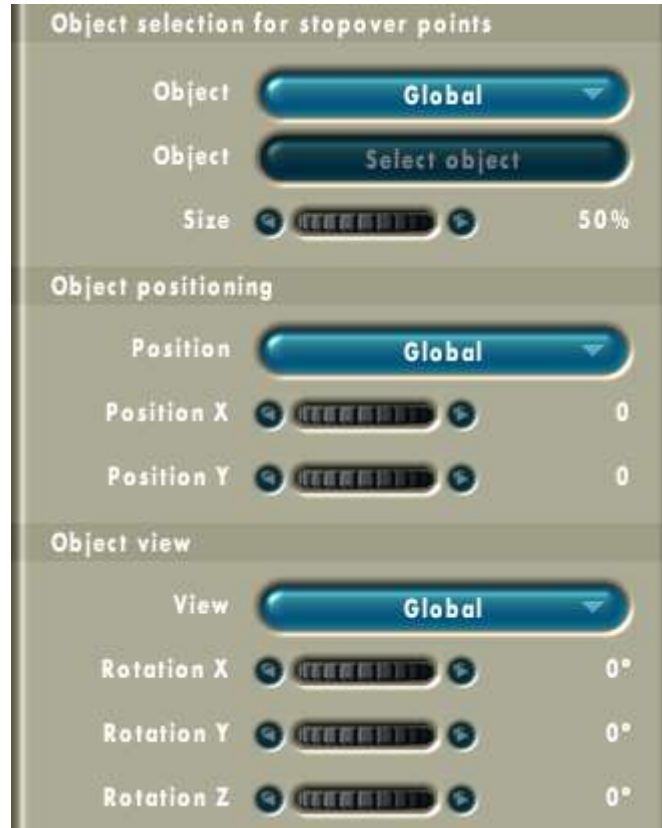 Object selection for stopover points
Object Global
Object Select object
Size 50%
Object positioning
Position Global
Position X 0
Position Y 0
Object view
View Global
Rotation X 0°
Rotation Y 0°
Rotation Z 0°